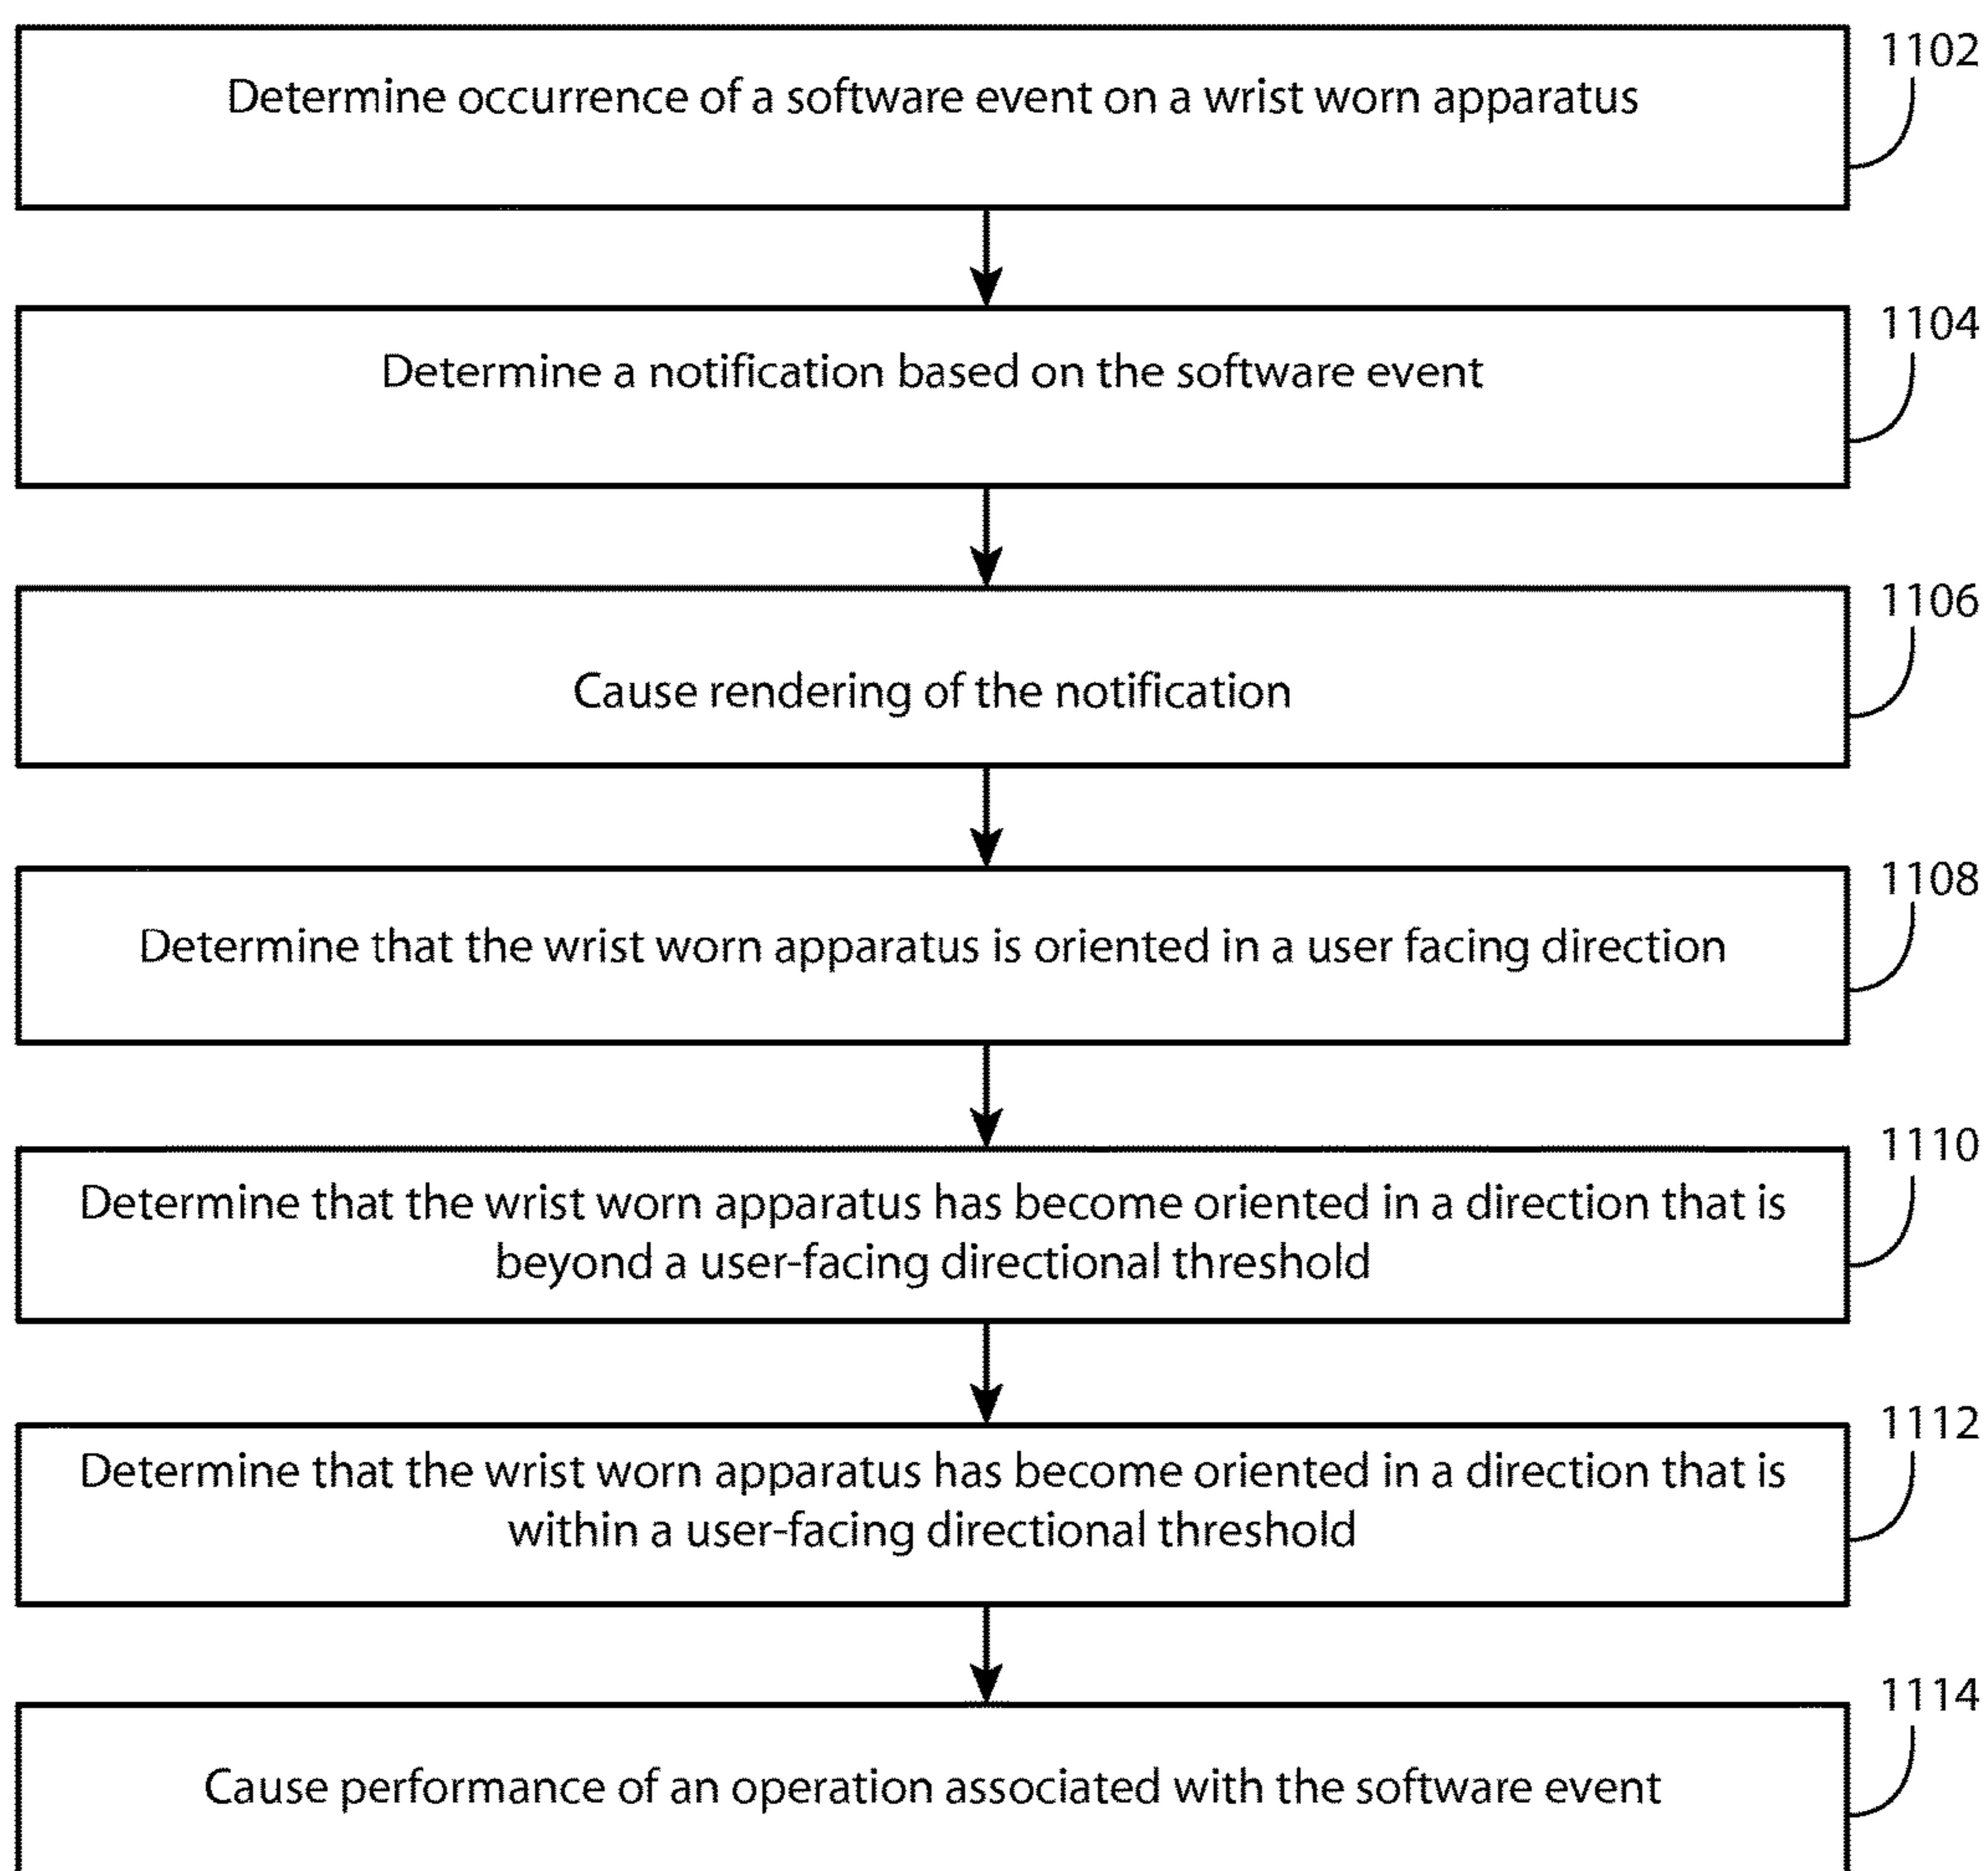 1102
Determine occurrence of a software event on a wrist worn apparatus
1104
Determine a notification based on the software event
1106
Cause rendering of the notification
1108
Determine that the wrist worn apparatus is oriented in a user facing direction
1110
Determine that the wrist worn apparatus has become oriented in a direction that is
beyond a user-facing directional threshold
1112
Determine that the wrist worn apparatus has become oriented in a direction that is
within a user-facing directional threshold
1114
Cause performance of an operation associated with the software event